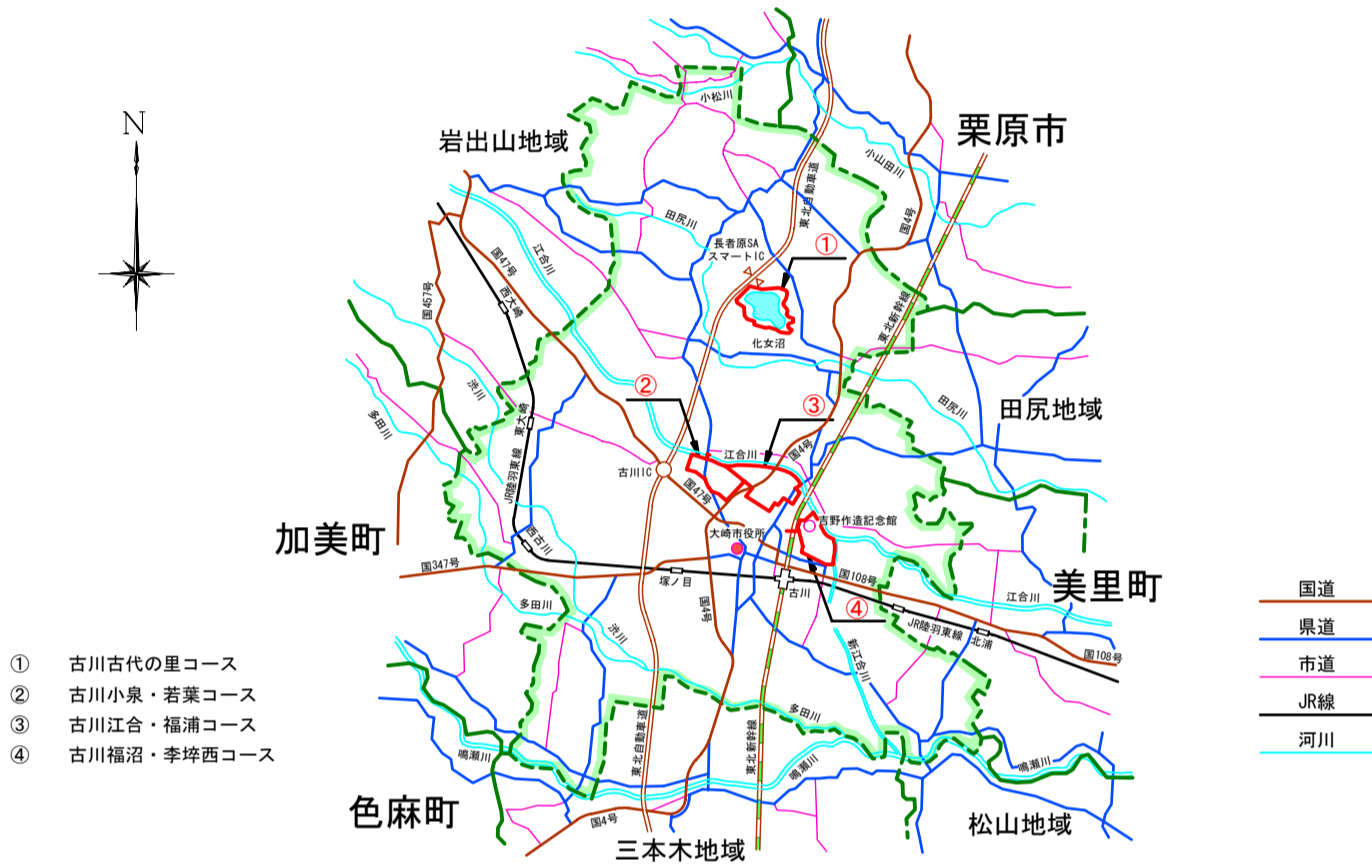 小松川
N
栗原市
岩出山地域
小山田川
東北自動車道
田尻川
国4号
長者原SA
スマートIC
①
江合川
国47号
西大崎
国457号
東北新幹線
化女沼
②
渋川
③
田尻川
田尻地域
多田川
東大崎
江合川
国4号
JR陸羽東線
古川IC
国47号
吉野作造記念館
大崎市役所
加美町
西古川
国347号
塚ノ目
国108号
古川
美里町
江合川
④
JR陸羽東線
北浦
国108号
多田川
渋川
国4号
新江合川
国道
県道
市道
JR線
河川
① 古川古代の里コース
② 古川小泉・若葉コース
③ 古川江合・福浦コース
④ 古川福沼・李埣西コース
多田川
東北自動車道
東北新幹線
鳴瀬川
鳴瀬川
鳴瀬川
色麻町
国4号
松山地域
三本木地域